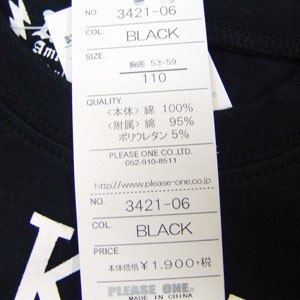 NO. 3421-06
COL. BLACK
SIZE. 胸囲 53-59
110
QUALITY.
〈本体〉綿 100%
〈附属〉綿 95%
ポリウレタン 5%
PLEASE ONE CO.LTD.
052-910-8511
http://www.please-one.co.jp
NO. 3421-06
COL. BLACK
PRICE.
本体価格 ¥1,900+税
PLEASE ONE.
MADE IN CHINA
K